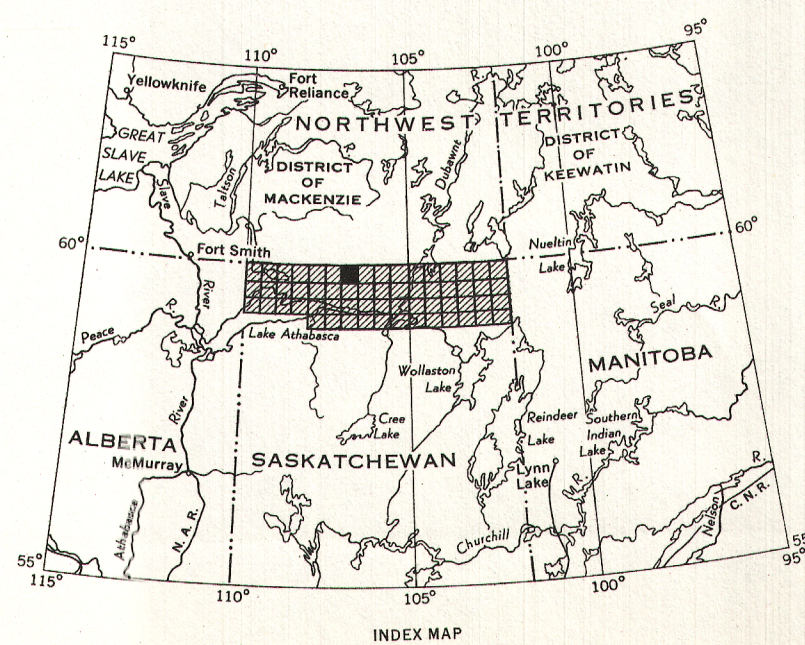 115°
110°
105°
100°
95°
Yellowknife
Fort
Reliance
R.
NORTHWEST TERRITORIES
GREAT
SLAVE
LAKE
Slave
River
Taltson
R.
DISTRICT
OF
MACKENZIE
Dubawnt
DISTRICT
OF
KEEWATIN
60°
60°
Fort Smith
Nueltin
Lake
Peace
R.
Lake Athabasca
Seal
R.
Wollaston
Lake
MANITOBA
River
Cree
Lake
Reindeer
Lake
Southern
Indian
Lake
ALBERTA
McMurray
SASKATCHEWAN
Lynn
Lake
R.
R.
Athabasca
N.A.R.
Churchill
Nelson
C.N.R.
55°
115°
110°
105°
100°
55
95°
INDEX MAP